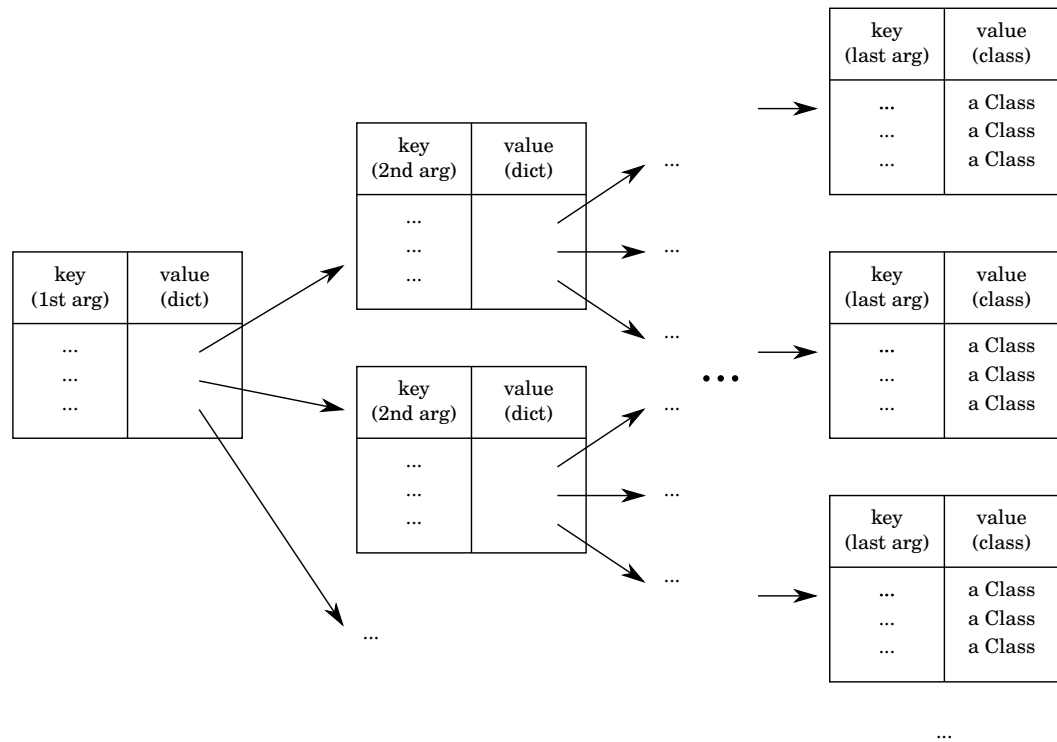 key value
(1st arg) (dict)
...
...
...
key value
(2nd arg) (dict)
...
...
...
key value
(2nd arg) (dict)
...
...
...
...
...
...
...
...
...
...
...
key value
(last arg) (class)
... a Class
... a Class
... a Class
key value
(last arg) (class)
... a Class
... a Class
... a Class
key value
(last arg) (class)
... a Class
... a Class
... a Class
...